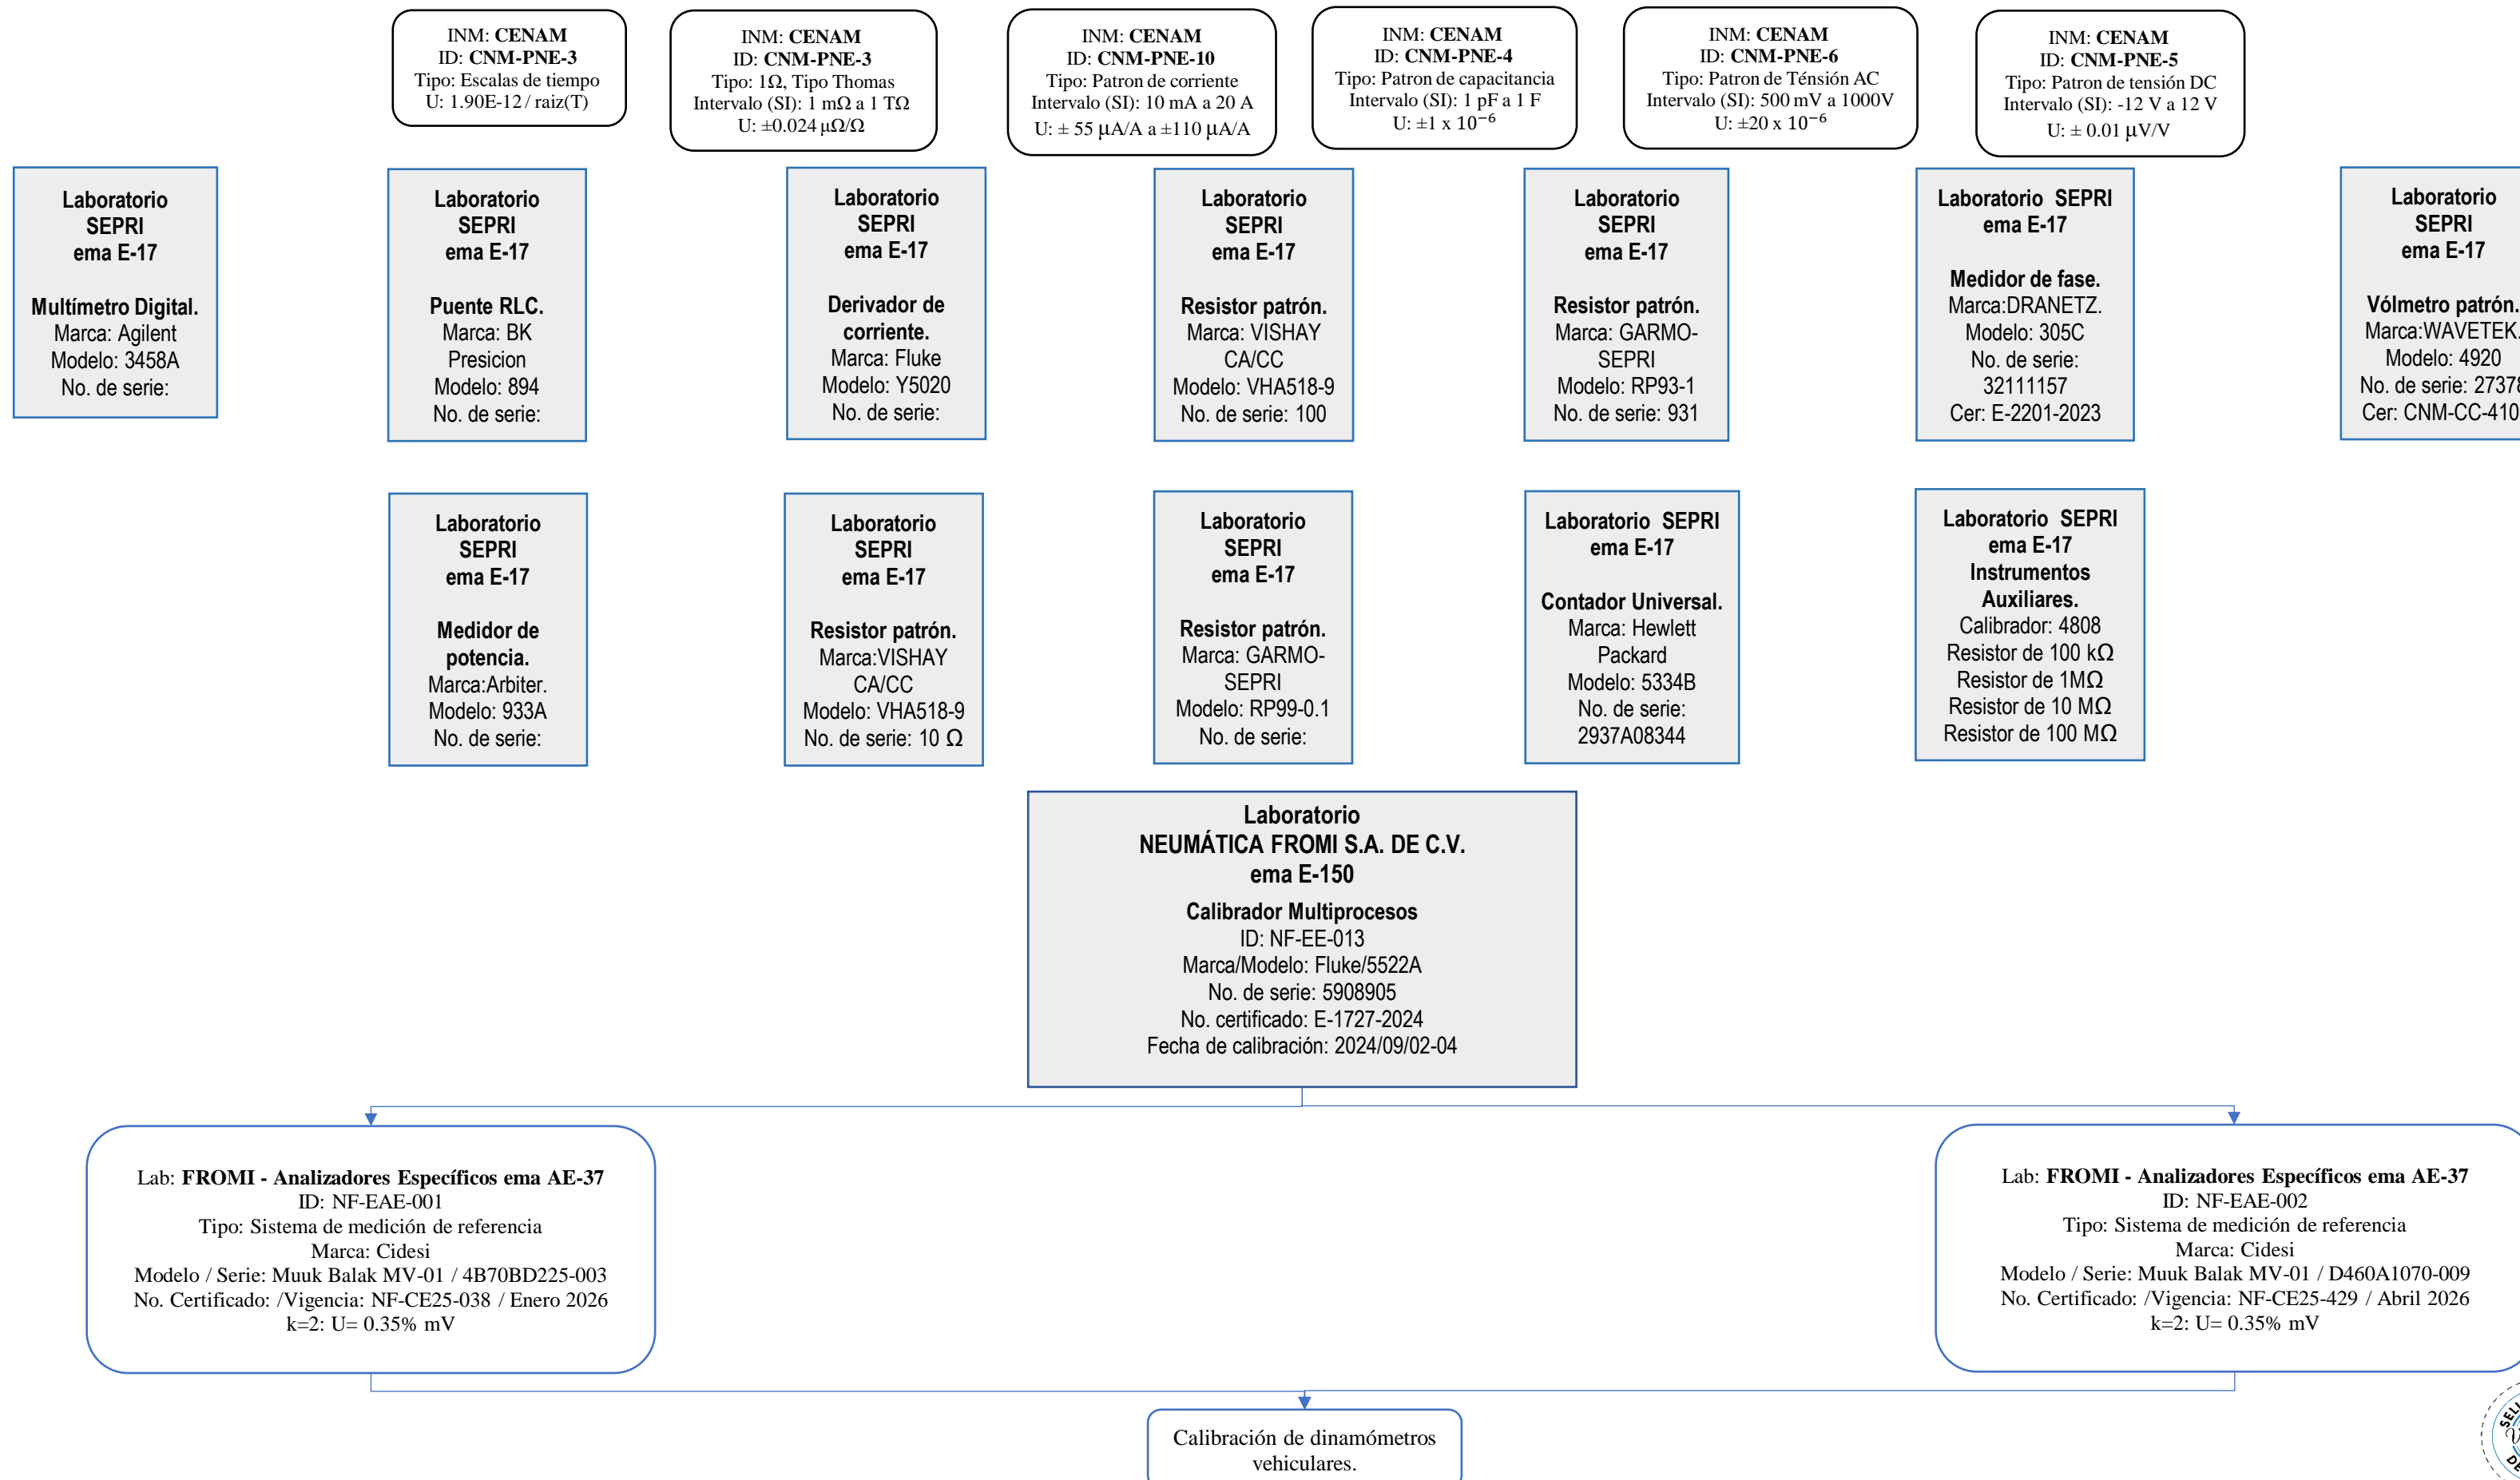 INM: CENAM
ID: CNM-PNE-3
Tipo: Escalas de tiempo
U: 1.90E-12 / raiz(T)
INM: CENAM
ID: CNM-PNE-3
Tipo: 1Ω, Tipo Thomas
Intervalo (SI): 1 mΩ a 1 TΩ
U: ±0.024 µΩ/Ω
INM: CENAM
ID: CNM-PNE-10
Tipo: Patron de corriente
Intervalo (SI): 10 mA a 20 A
U: ± 55 µA/A a ±110 µA/A
INM: CENAM
ID: CNM-PNE-4
Tipo: Patron de capacitancia
Intervalo (SI): 1 pF a 1 F
U: ±1 x 10⁻⁶
INM: CENAM
ID: CNM-PNE-6
Tipo: Patron de Ténsión AC
Intervalo (SI): 500 mV a 1000V
U: ±20 x 10⁻⁶
INM: CENAM
ID: CNM-PNE-5
Tipo: Patron de tensión DC
Intervalo (SI): -12 V a 12 V
U: ± 0.01 µV/V
Laboratorio
SEPRI
ema E-17
Multímetro Digital.
Marca: Agilent
Modelo: 3458A
No. de serie:
Laboratorio
SEPRI
ema E-17
Puente RLC.
Marca: BK
Presicion
Modelo: 894
No. de serie:
Laboratorio
SEPRI
ema E-17
Derivador de
corriente.
Marca: Fluke
Modelo: Y5020
No. de serie:
Laboratorio
SEPRI
ema E-17
Resistor patrón.
Marca: VISHAY
CA/CC
Modelo: VHA518-9
No. de serie: 100
Laboratorio
SEPRI
ema E-17
Resistor patrón.
Marca: GARMO-
SEPRI
Modelo: RP93-1
No. de serie: 931
Laboratorio SEPRI
ema E-17
Medidor de fase.
Marca:DRANETZ.
Modelo: 305C
No. de serie:
32111157
Cer: E-2201-2023
Laboratorio
SEPRI
ema E-17
Vólmetro patrón.
Marca:WAVETEK.
Modelo: 4920
No. de serie: 27378
Cer: CNM-CC-410
Laboratorio
SEPRI
ema E-17
Medidor de
potencia.
Marca:Arbiter.
Modelo: 933A
No. de serie:
Laboratorio
SEPRI
ema E-17
Resistor patrón.
Marca:VISHAY
CA/CC
Modelo: VHA518-9
No. de serie: 10 Ω
Laboratorio
SEPRI
ema E-17
Resistor patrón.
Marca: GARMO-
SEPRI
Modelo: RP99-0.1
No. de serie:
Laboratorio SEPRI
ema E-17
Contador Universal.
Marca: Hewlett
Packard
Modelo: 5334B
No. de serie:
2937A08344
Laboratorio SEPRI
ema E-17
Instrumentos
Auxiliares.
Calibrador: 4808
Resistor de 100 kΩ
Resistor de 1MΩ
Resistor de 10 MΩ
Resistor de 100 MΩ
Laboratorio
NEUMÁTICA FROMI S.A. DE C.V.
ema E-150
Calibrador Multiprocesos
ID: NF-EE-013
Marca/Modelo: Fluke/5522A
No. de serie: 5908905
No. certificado: E-1727-2024
Fecha de calibración: 2024/09/02-04
Lab: FROMI - Analizadores Específicos ema AE-37
ID: NF-EAE-001
Tipo: Sistema de medición de referencia
Marca: Cidesi
Modelo / Serie: Muuk Balak MV-01 / 4B70BD225-003
No. Certificado: /Vigencia: NF-CE25-038 / Enero 2026
k=2: U= 0.35% mV
Lab: FROMI - Analizadores Específicos ema AE-37
ID: NF-EAE-002
Tipo: Sistema de medición de referencia
Marca: Cidesi
Modelo / Serie: Muuk Balak MV-01 / D460A1070-009
No. Certificado: /Vigencia: NF-CE25-429 / Abril 2026
k=2: U= 0.35% mV
Calibración de dinamómetros
vehiculares.